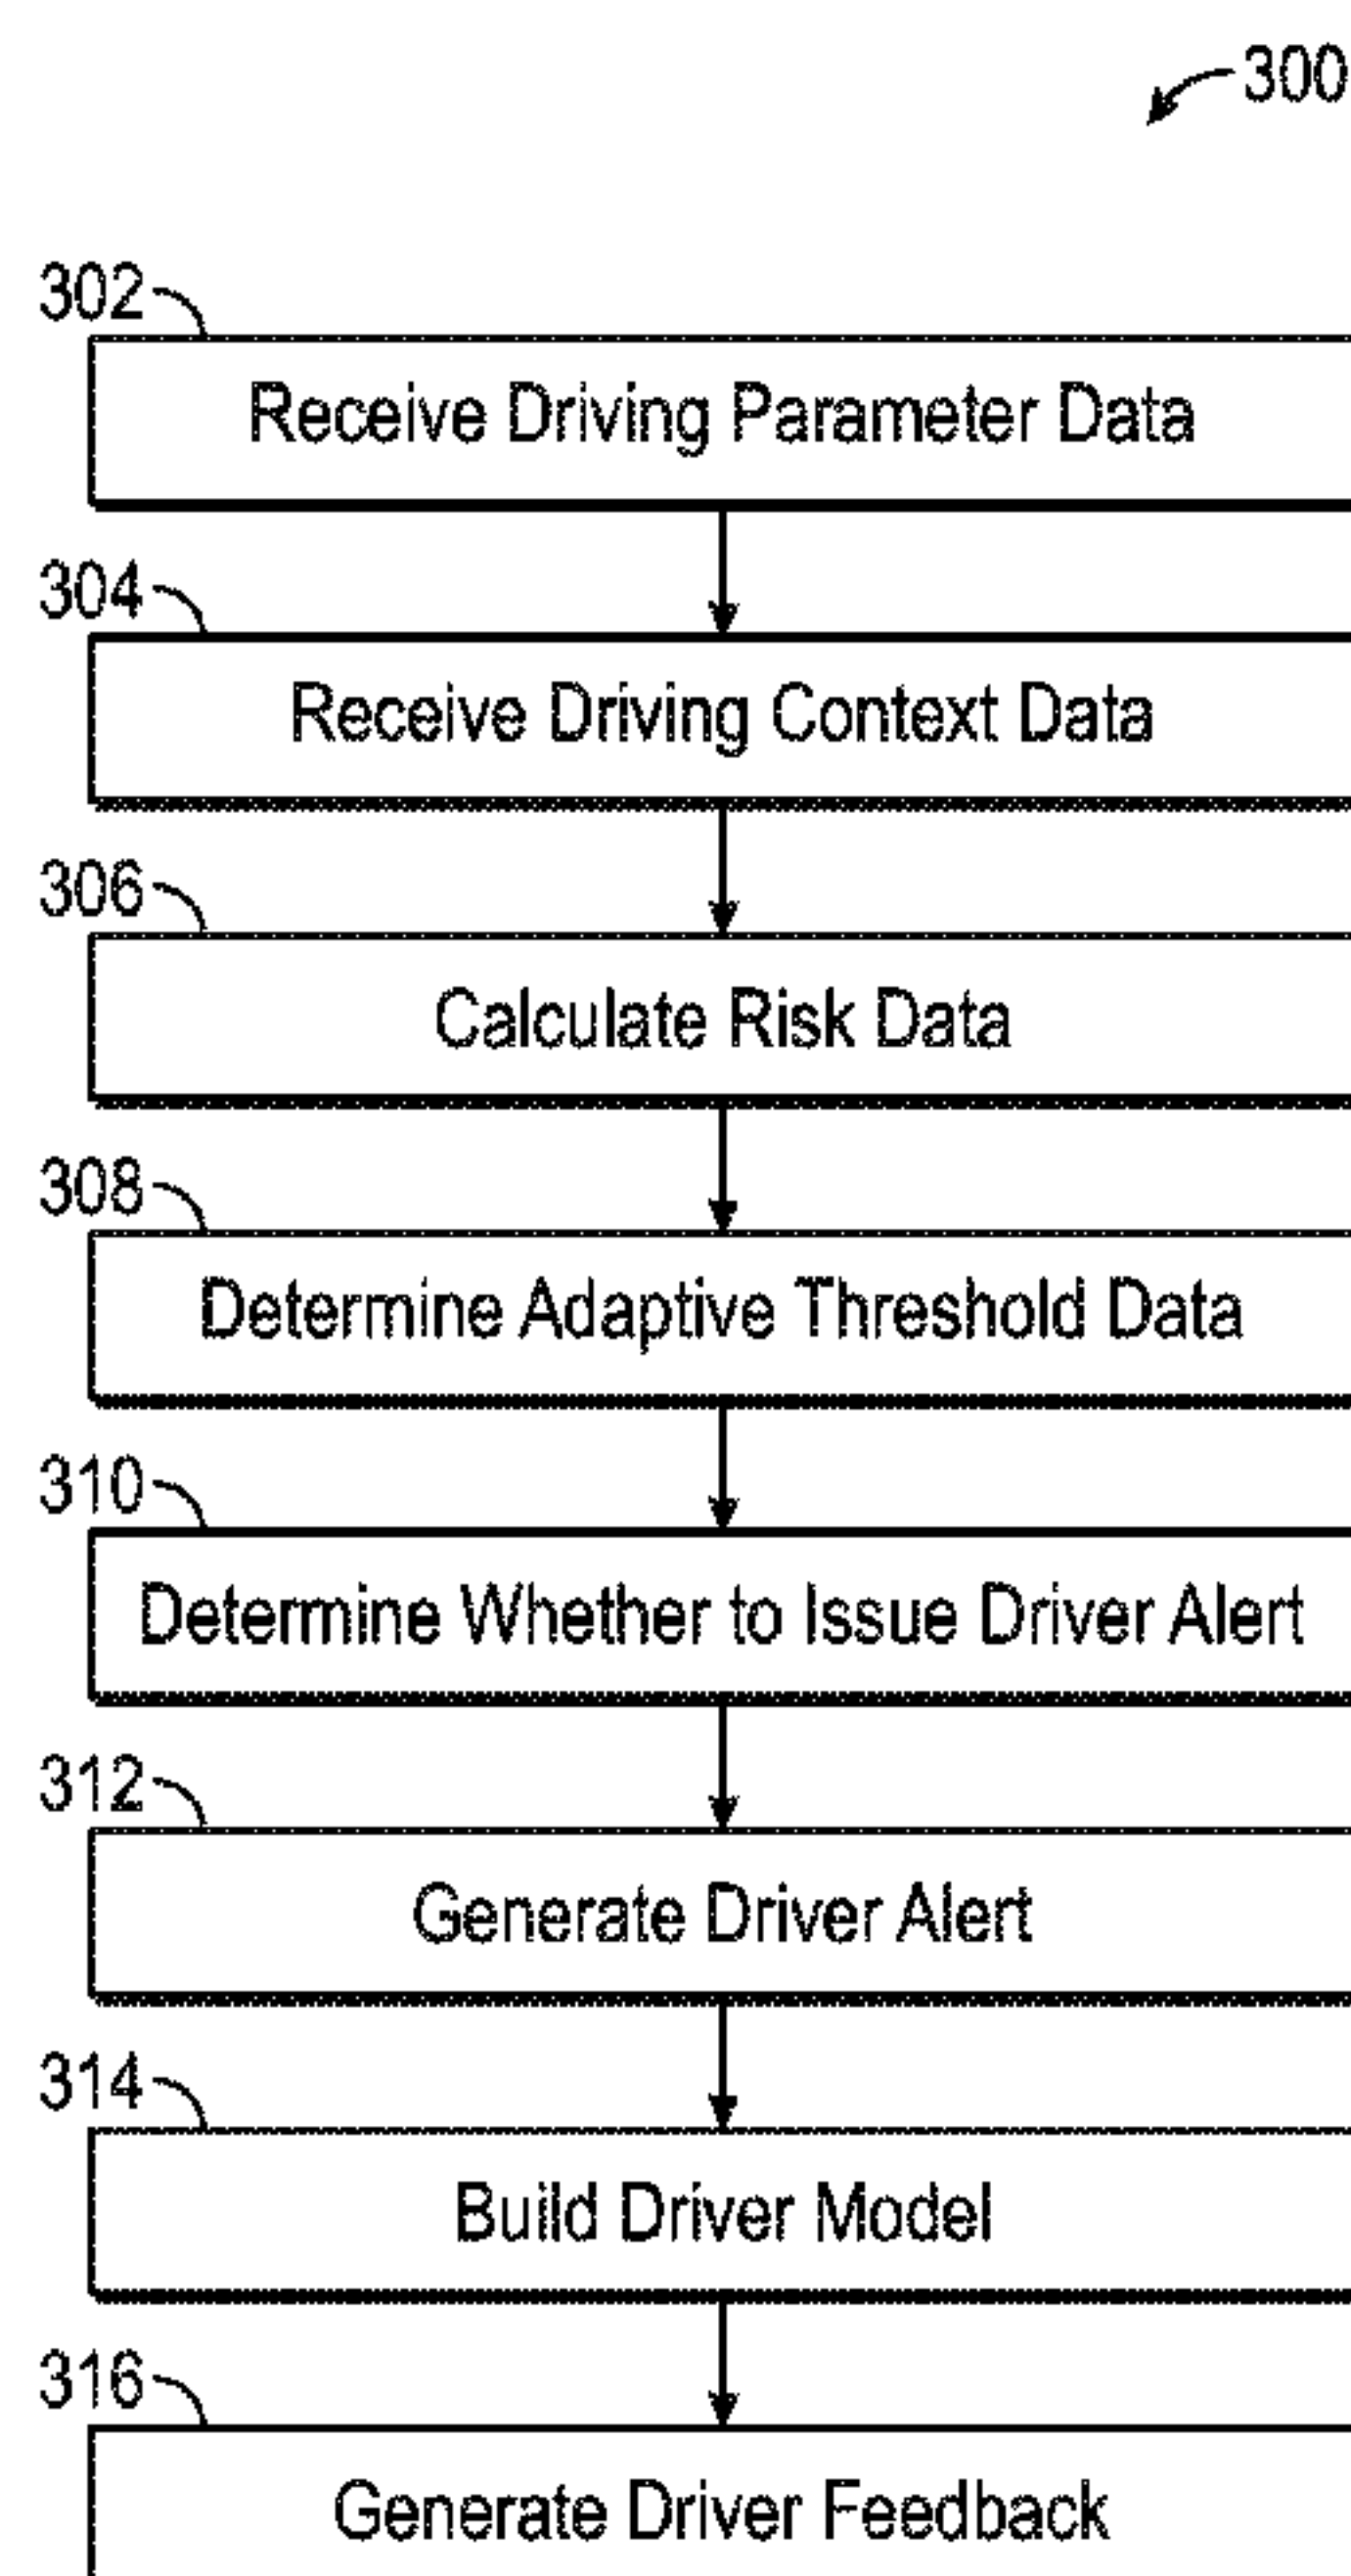 300
302
Receive Driving Parameter Data
304
Receive Driving Context Data
306
Calculate Risk Data
308
Determine Adaptive Threshold Data
310
Determine Whether to Issue Driver Alert
312
Generate Driver Alert
314
Build Driver Model
316
Generate Driver Feedback